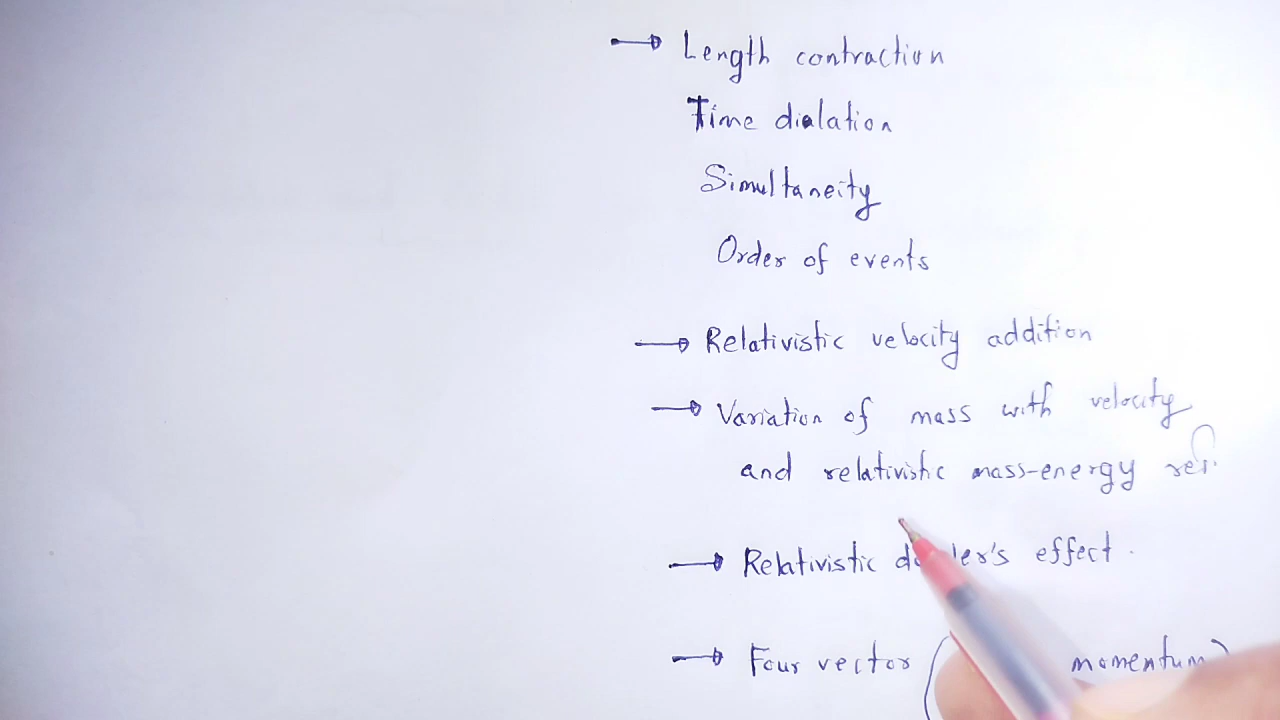 Length contraction
Time dialation
Simultaneity
Order of events
Relativistic velocity addition
Variation of mass with velocity
and relativistic mass-energy
Relativistic effect.
Four vector ( momentum)